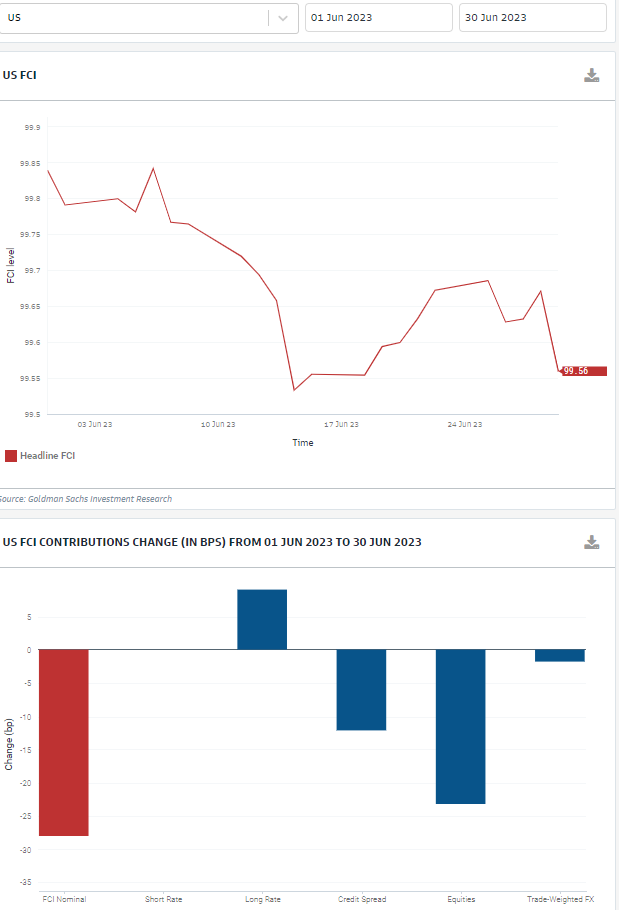 US
01 Jun 2023
30 Jun 2023
US FCI
99.9
99.85
99.8
99.75
99.7
99.65
99.6
99.55
99.5
FCI level
99.56
03 Jun 23 10 Jun 23 17 Jun 23 24 Jun 23
Time
Headline FCI
Source: Goldman Sachs Investment Research
US FCI CONTRIBUTIONS CHANGE (IN BPS) FROM 01 JUN 2023 TO 30 JUN 2023
5
0
-5
-10
-15
-20
-25
-30
-35
Change (bp)
FCI Nominal Short Rate Long Rate Credit Spread Equities Trade-Weighted FX